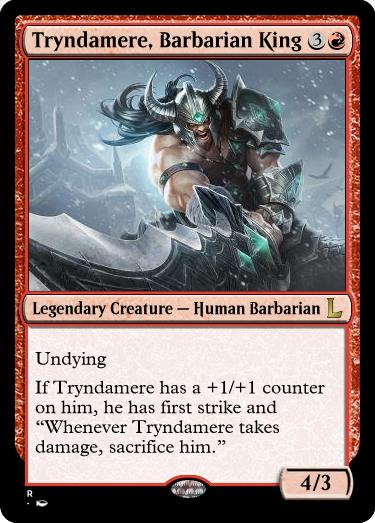 Tryndamere, Barbarian King 3
Legendary Creature — Human Barbarian L
Undying
If Tryndamere has a +1/+1 counter
on him, he has first strike and
“Whenever Tryndamere takes
damage, sacrifice him.”
4/3
R